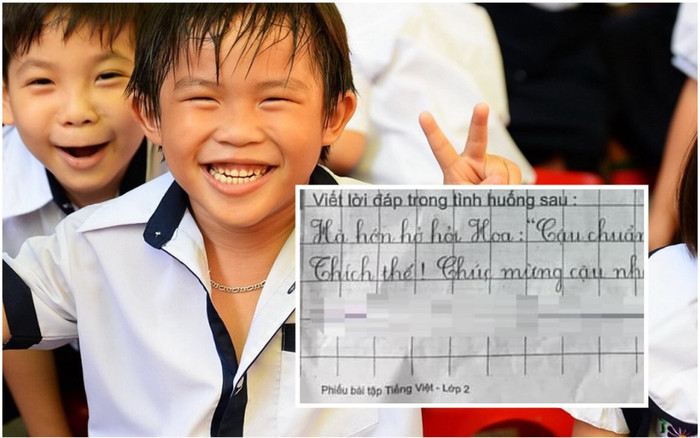 Viết lời đáp trong tình huống sau :
Hà hớn hở hỏi Hoa : "Cậu chuẩn
Thích thế! Chúc mừng cậu nh
Phiếu bài tập Tiếng Việt - Lớp 2